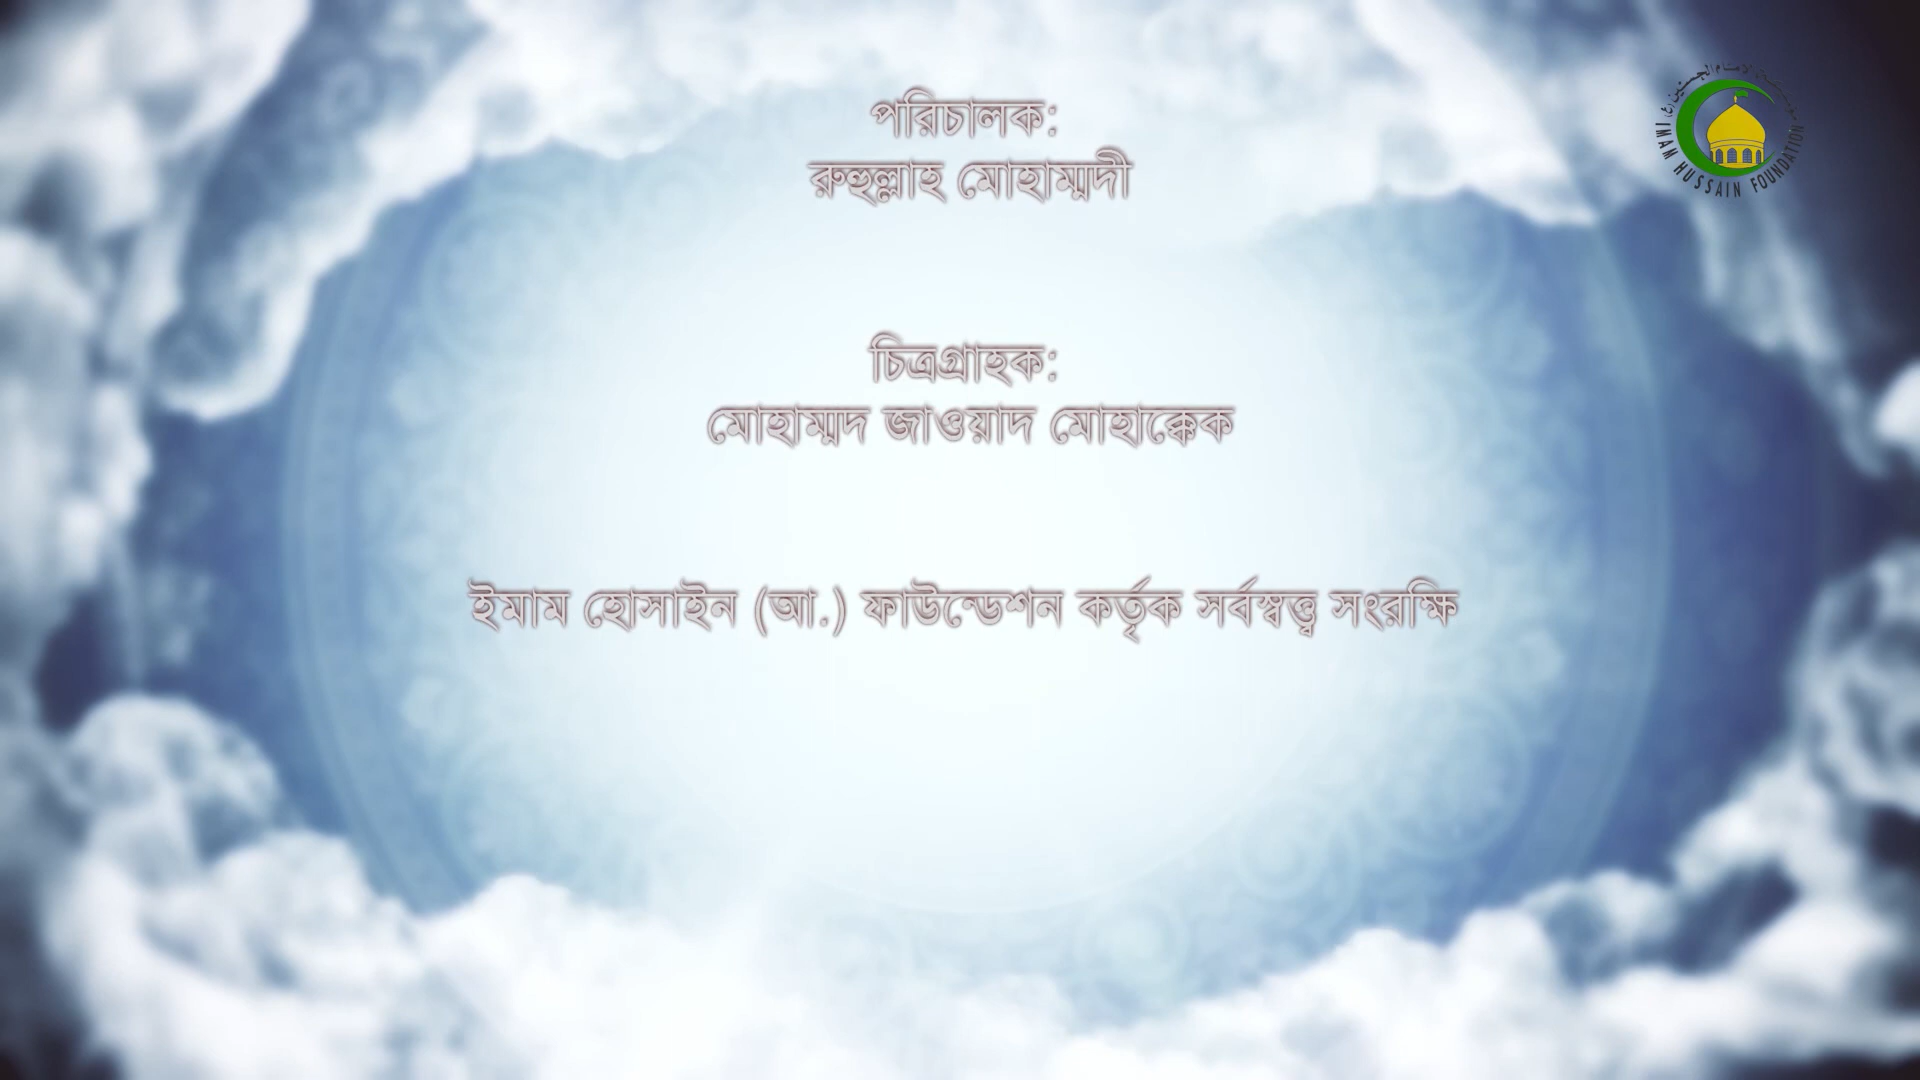 পরিচালক:
রুহুল্লাহ মোহাম্মদী
চিত্রগ্রাহক:
মোহাম্মদ জাওয়াদ মোহাক্কেক
ইমাম হোসাইন (আ.) ফাউন্ডেশন কর্তৃক সর্বস্বত্ত্ব সংরক্ষি
IMAM HUSSAIN FOUNDATION